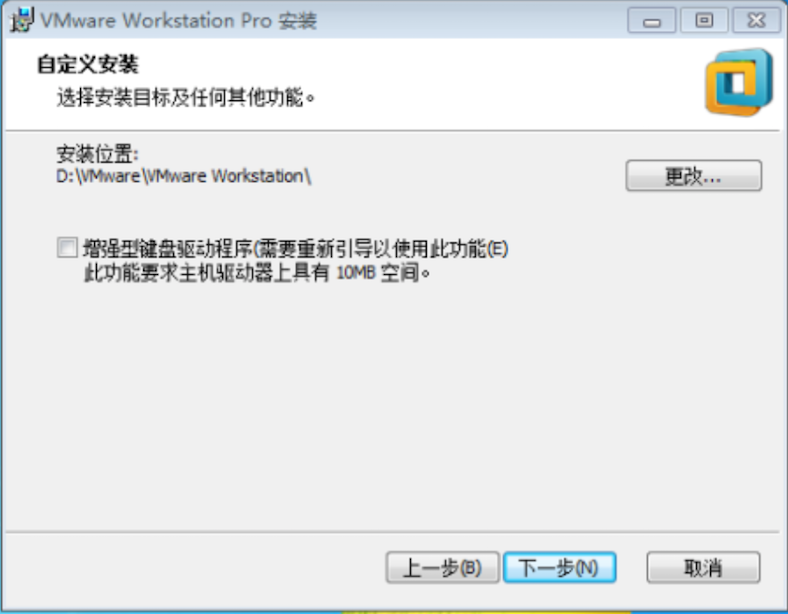 VMware Workstation Pro 安装
自定义安装
选择安装目标及任何其他功能。
安装位置:
D:\VMware\VMware Workstation\
更改...
增强型键盘驱动程序(需要重新引导以使用此功能(E)
此功能要求主机驱动器上具有 10MB 空间。
上一步(B) 下一步(N) 取消